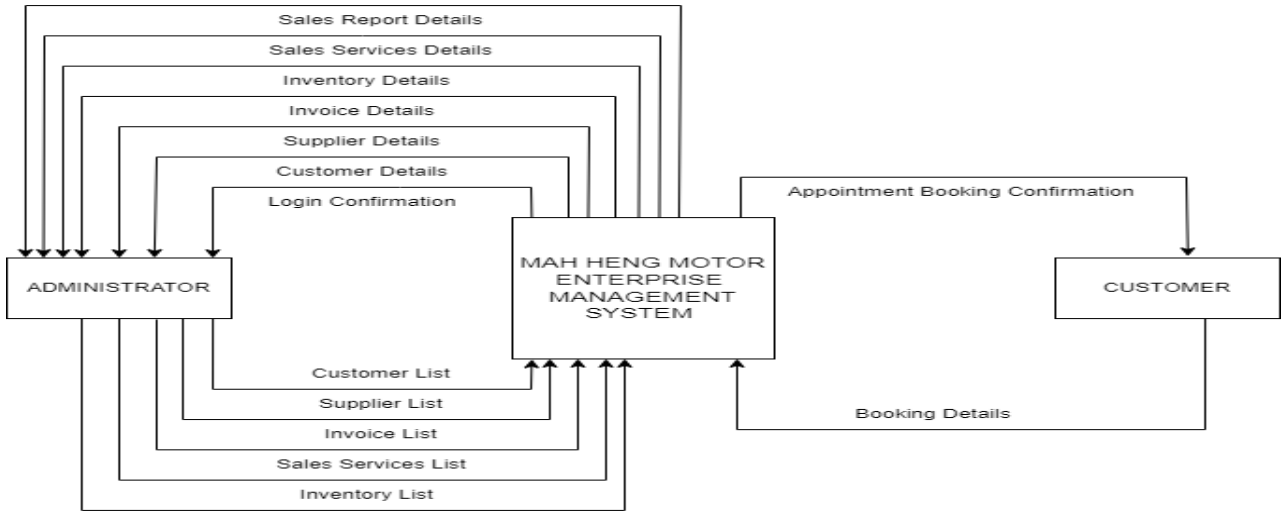 Sales Report Details
Sales Services Details
Inventory Details
Invoice Details
Supplier Details
Customer Details
Login Confirmation
Appointment Booking Confirmation
ADMINISTRATOR
MAH HENG MOTOR
ENTERPRISE
MANAGEMENT
SYSTEM
CUSTOMER
Customer List
Supplier List
Invoice List
Sales Services List
Inventory List
Booking Details